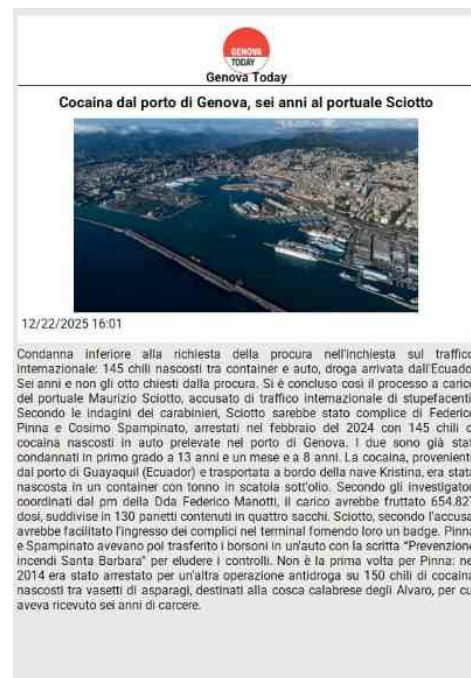 GENOVA
TODAY
Genova Today
Cocaina dal porto di Genova, sei anni al portuale Sciotto
12/22/2025 16:01
Condanna inferiore alla richiesta della procura nell'inchiesta sul traffico
internazionale: 145 chili nascosti tra container e auto, droga arrivata dall'Ecuado
Sei anni e non gli otto chiesti dalla procura. Si è concluso così il processo a carico
del portuale Maurizio Sciotto, accusato di traffico internazionale di stupefacenti
Secondo le indagini dei carabinieri, Sciotto sarebbe stato complice di Federico
Pinna e Cosimo Spampinato, arrestati nel febbraio del 2024 con 145 chili d
cocaina nascosti in auto prelevate nel porto di Genova. I due sono già stat
condannati in primo grado a 13 anni e un mese e a 8 anni. La cocaina, provenient
dal porto di Guayaquil (Ecuador) e trasportata a bordo della nave Kristina, era stata
nascosta in un container con tonno in scatola sott'olio. Secondo gli investigator
coordinati dal pm della Dda Federico Manotti, il carico avrebbe fruttato 654.827
dosi, suddivise in 130 panetti contenuti in quattro sacchi. Sciotto, secondo l'accusa
avrebbe facilitato l'ingresso dei complici nel terminal fornendo loro un badge. Pinna
e Spampinato avevano poi trasferito i borsoni in un'auto con la scritta "Prevenzione
incendi Santa Barbara" per eludere i controlli. Non è la prima volta per Pinna: ne
2014 era stato arrestato per un'altra operazione antidroga su 150 chili di cocaina
nascosti tra vasetti di asparagi, destinati alla cosca calabrese degli Alvaro, per cu
aveva ricevuto sei anni di carcere.